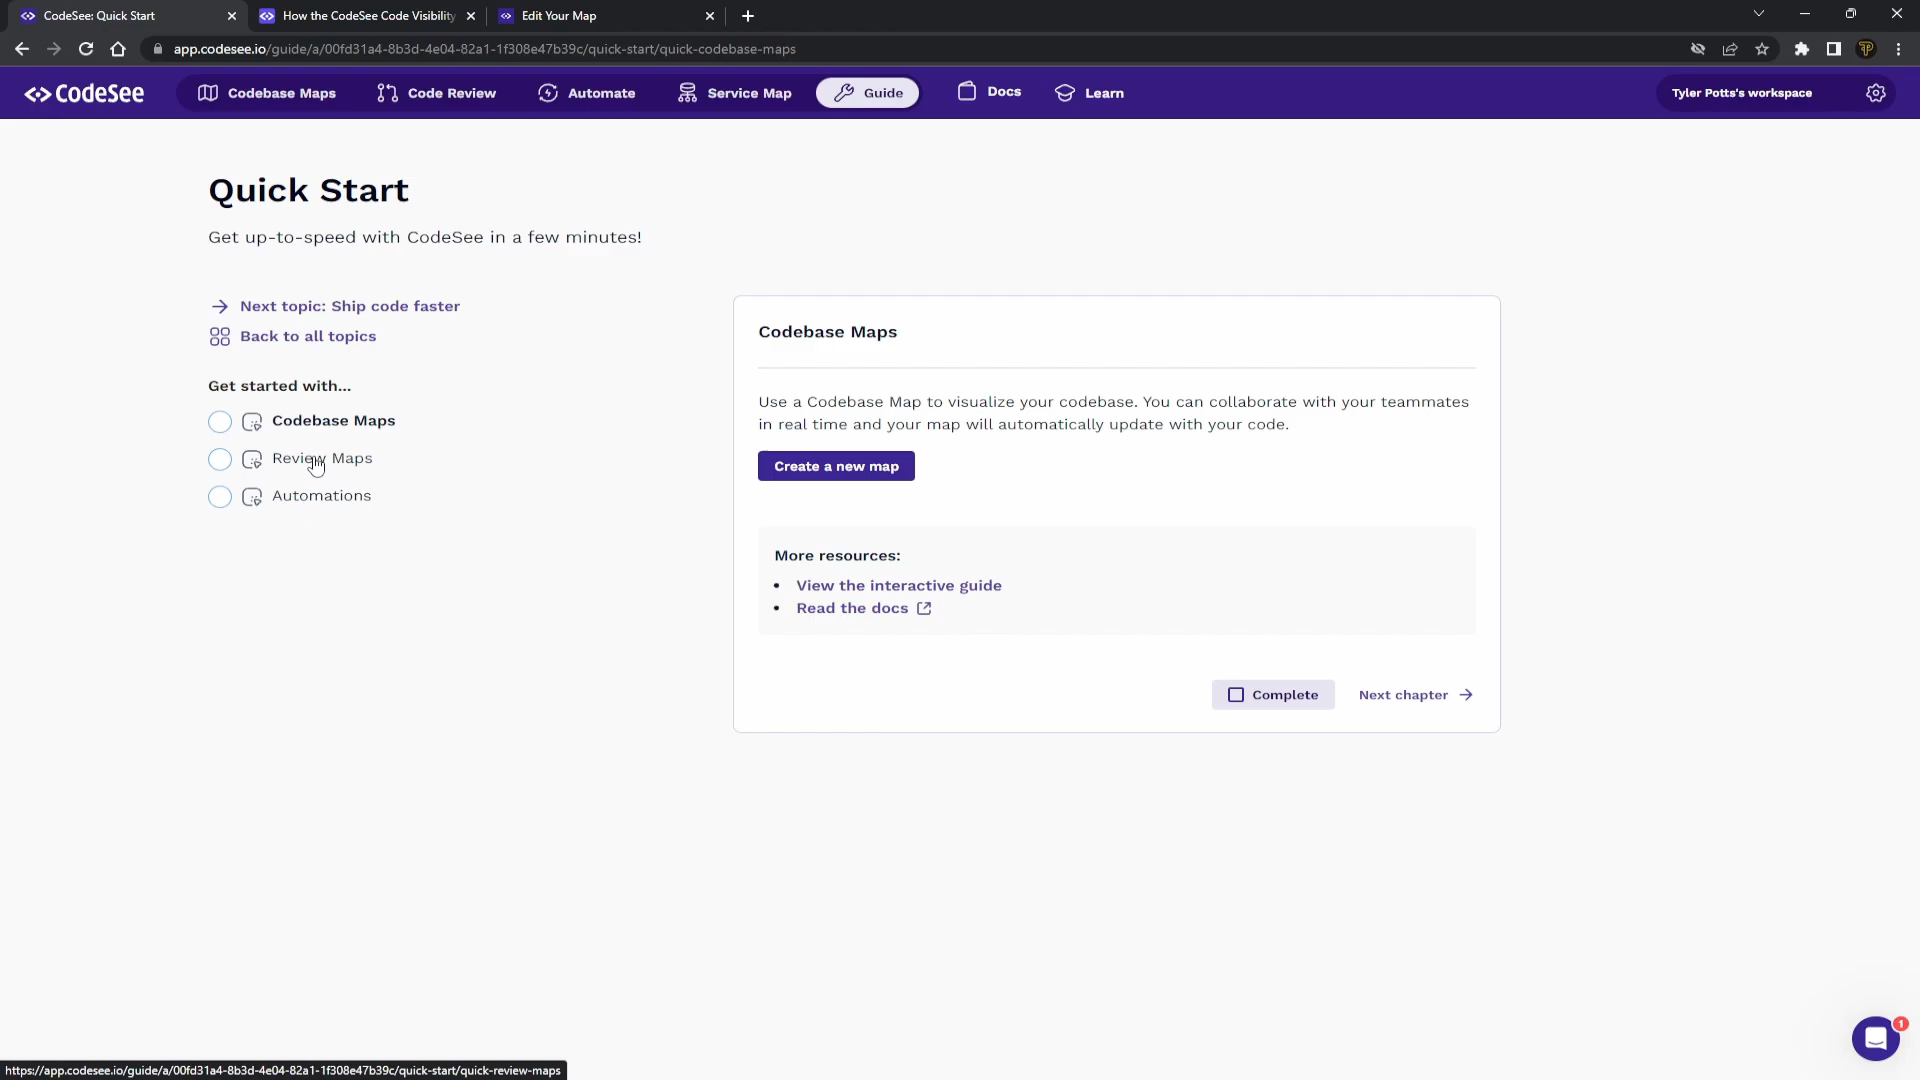 CodeSee: Quick Start
How the CodeSee Code Visibility
Edit Your Map
app.codesee.io/guide/a/00fd31a4-8b3d-4e04-82a1-1f308e47b39c/quick-start/quick-codebase-maps
CodeSee
Codebase Maps
Code Review
Automate
Service Map
Guide
Docs
Learn
Tyler Potts's workspace
Quick Start
Get up-to-speed with CodeSee in a few minutes!
Next topic: Ship code faster
Back to all topics
Get started with...
Codebase Maps
Review Maps
Automations
Codebase Maps
Use a Codebase Map to visualize your codebase. You can collaborate with your teammates
in real time and your map will automatically update with your code.
Create a new map
More resources:
• View the interactive guide
• Read the docs
Complete
Next chapter
1
https://app.codesee.io/guide/a/00fd31a4-8b3d-4e04-82a1-1f308e47b39c/quick-start/quick-review-maps